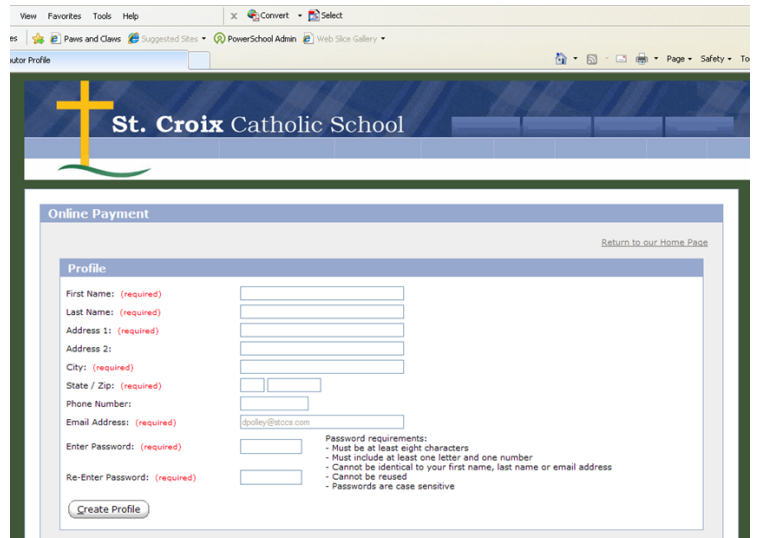 View Favorites Tools Help x Convert Select
es Paws and Claws Suggested Sites PowerSchool Admin Web Slice Gallery
butor Profile Page Safety To
St. Croix Catholic School
Online Payment
Return to our Home Page
Profile
First Name: (required)
Last Name: (required)
Address 1: (required)
Address 2:
City: (required)
State / Zip: (required)
Phone Number:
Email Address: (required) dpolley@stccs.com
Enter Password: (required)
Password requirements:
- Must be at least eight characters
- Must include at least one letter and one number
- Cannot be identical to your first name, last name or email address
- Cannot be reused
- Passwords are case sensitive
Re-Enter Password: (required)
Create Profile